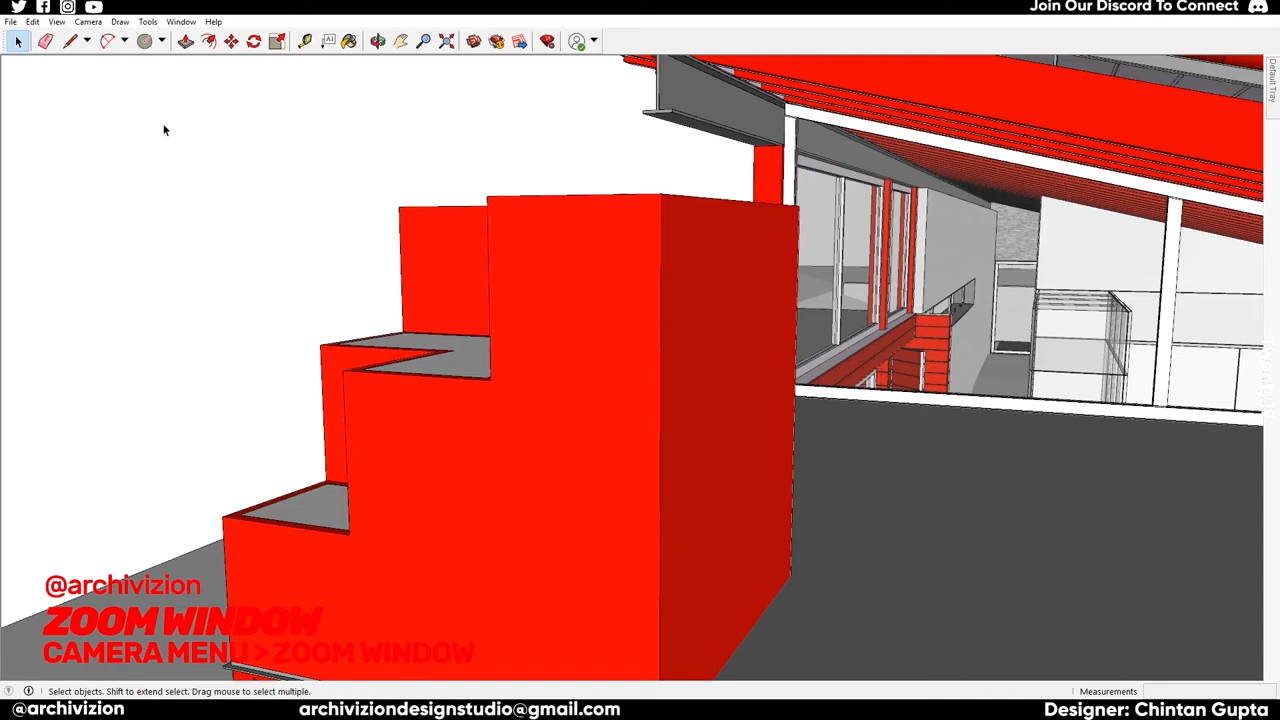 Join Our Discord To Connect
File Edit View Camera Draw Tools Window Help
Default Tray
@archivizion
ZOOM WINDOW
CAMERA MENU > ZOOM WINDOW
Select objects. Shift to extend select. Drag mouse to select multiple.
Measurements
@archivizion
archiviziondesignstudio@gmail.com
Designer: Chintan Gupta